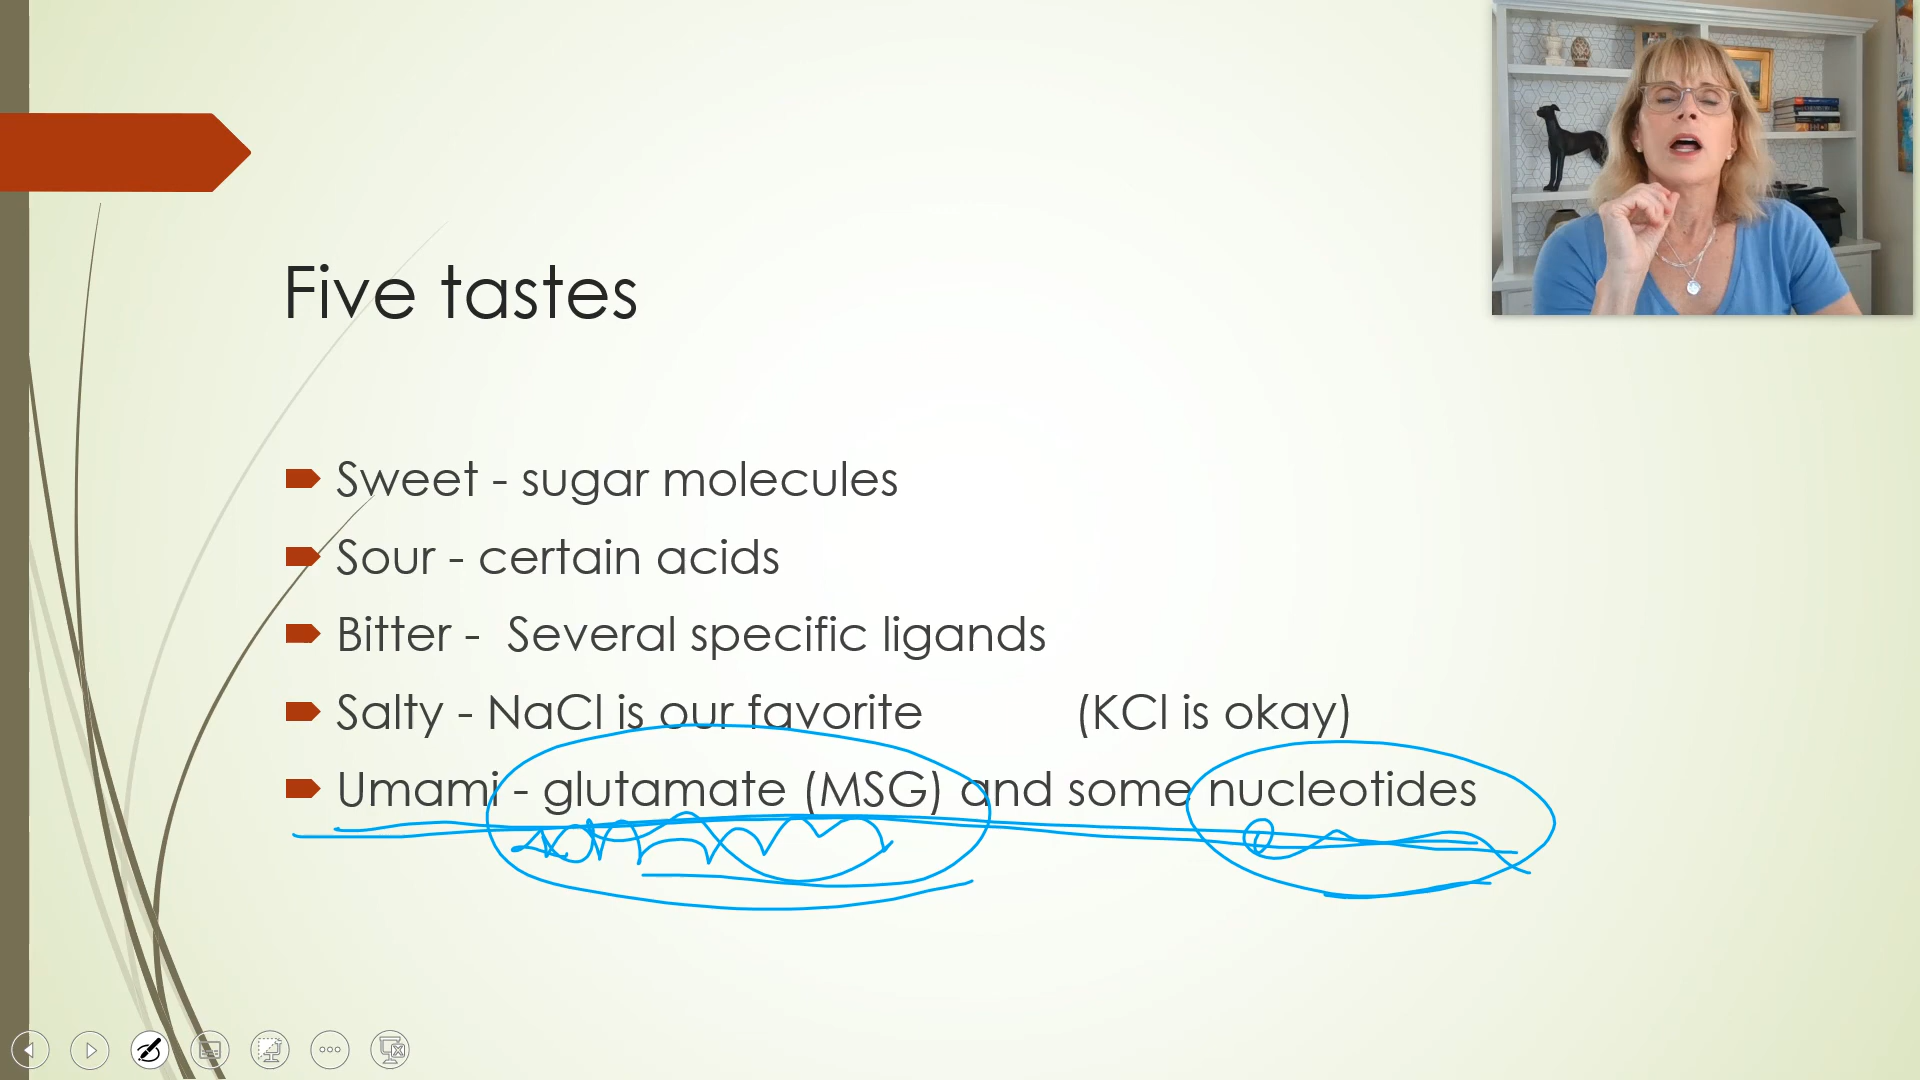 Five tastes
Sweet - sugar molecules
Sour - certain acids
Bitter - Several specific ligands
Salty - NaCl is our favorite (KCl is okay)
Umami - glutamate (MSG) and some nucleotides